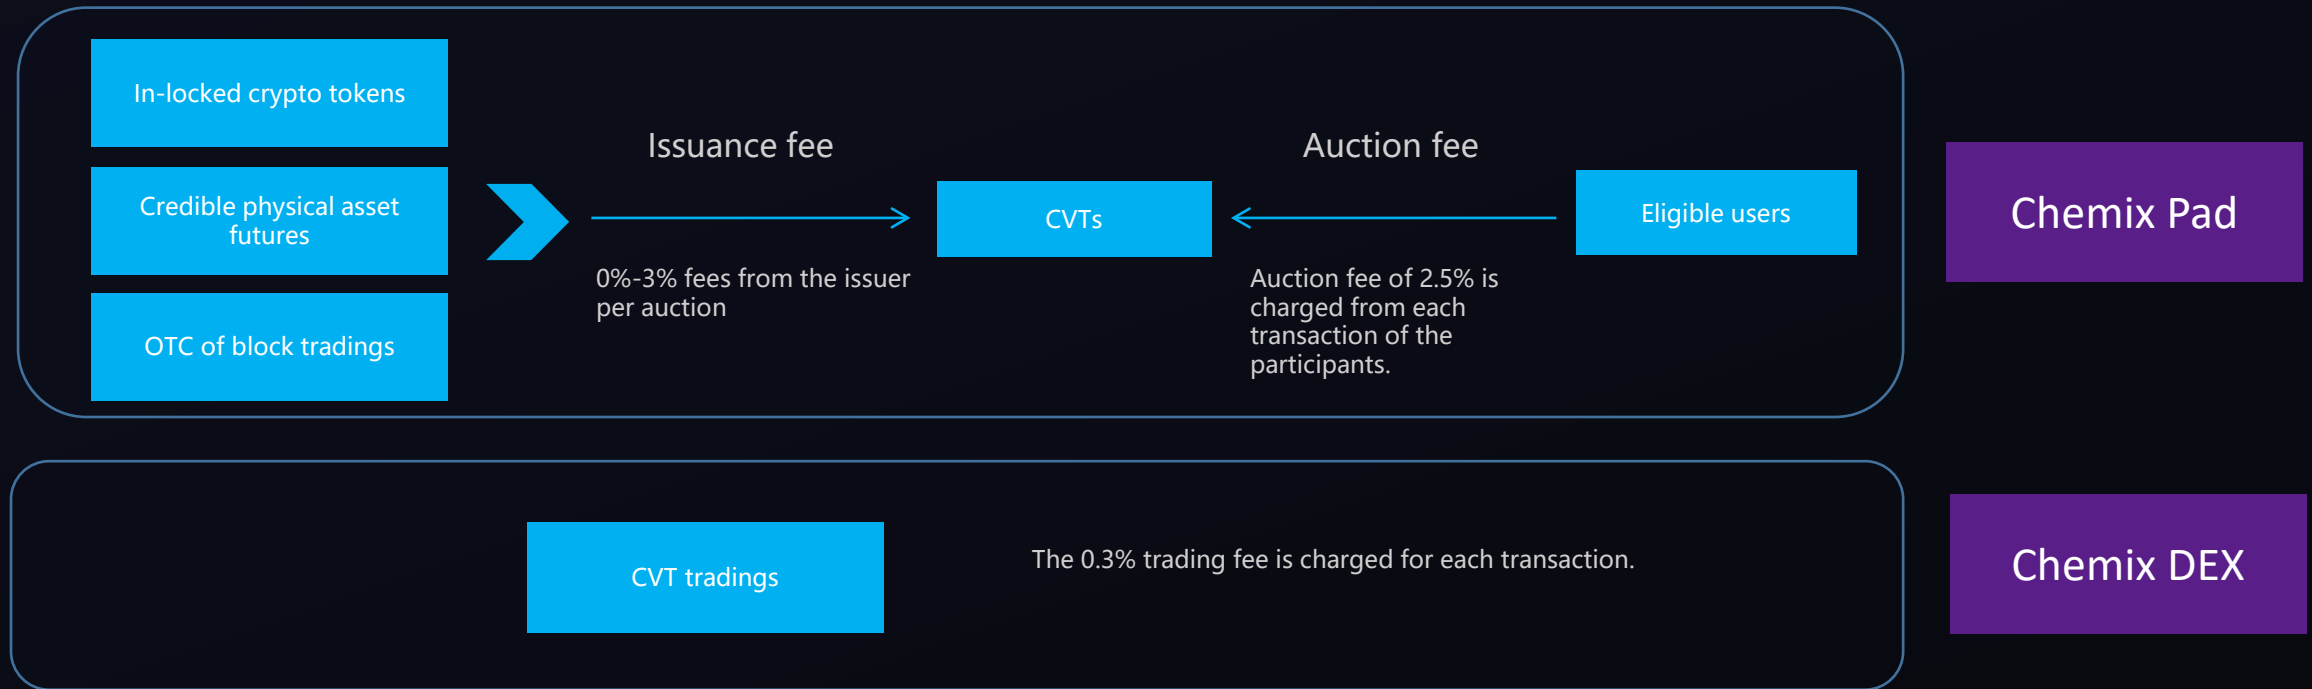 In-locked crypto tokens
Credible physical asset
futures
OTC of block tradings
Issuance fee
0%-3% fees from the issuer
per auction
CVTs
Auction fee
Auction fee of 2.5% is
charged from each
transaction of the
participants.
Eligible users
Chemix Pad
CVT tradings
The 0.3% trading fee is charged for each transaction.
Chemix DEX